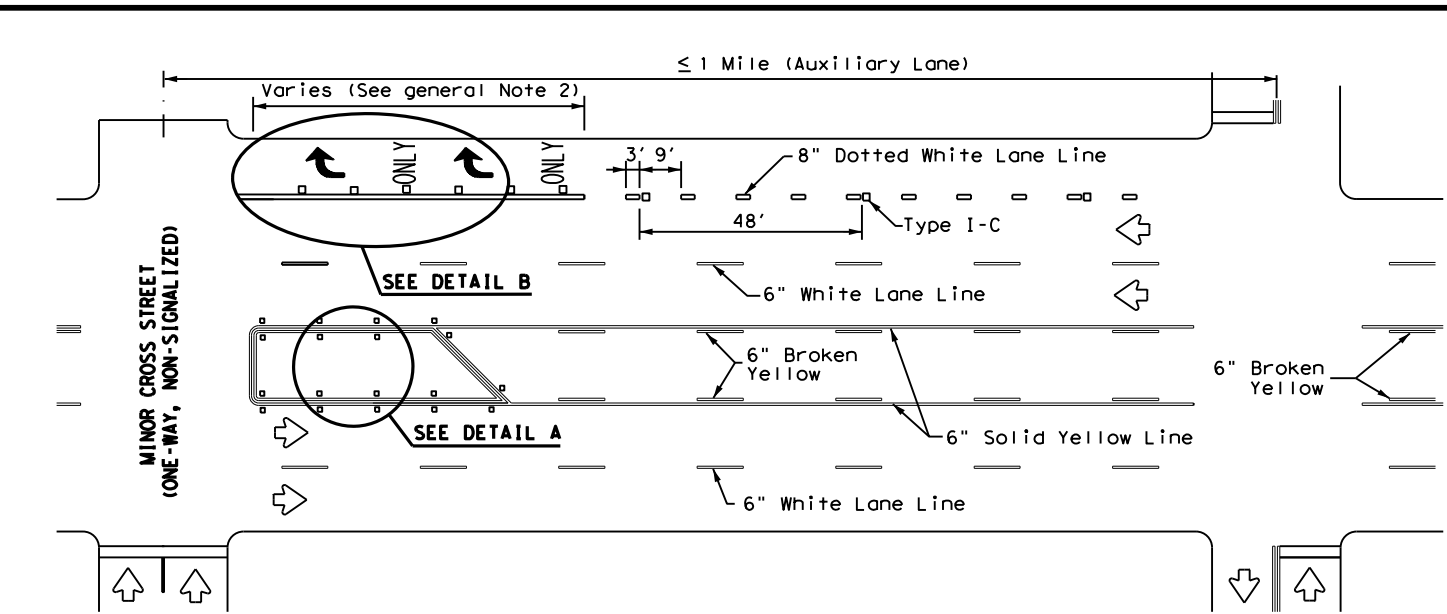 ≤ 1 Mile (Auxiliary Lane)
Varies (See general Note 2)
ONLY
ONLY
3' 9'
8" Dotted White Lane Line
48'
Type I-C
SEE DETAIL B
6" White Lane Line
MINOR CROSS STREET
(ONE-WAY, NON-SIGNALIZED)
6" Broken
Yellow
6" Broken
Yellow
SEE DETAIL A
6" Solid Yellow Line
6" White Lane Line